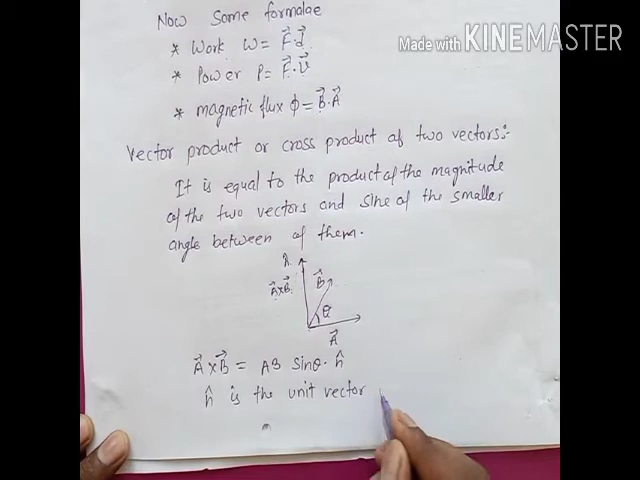 Now Some formalae
Made with KINEMASTER
* Work W = F⃗.d⃗
* Power P = F⃗.V⃗
* magnetic flux ϕ = B⃗.A⃗
Vector product or cross product of two vectors:-
It is equal to the product of the magnitude
of the two vectors and sine of the smaller
angle between of them.
n̂
A⃗×B⃗
B⃗
θ
A⃗
A⃗×B⃗ = AB sinθ. n̂
n̂ is the unit vector